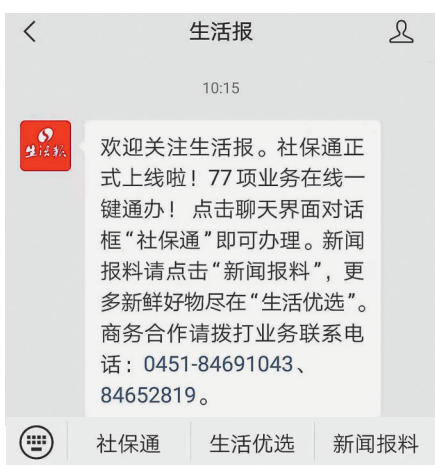 生活报
10:15
生活报
欢迎关注生活报。社保通正
式上线啦！77项业务在线一
键通办！点击聊天界面对话
框“社保通”即可办理。新闻
报料请点击“新闻报料”，更
多新鲜好物尽在“生活优选”。
商务合作请拨打业务联系电
话：0451-84691043、
84652819。
社保通 生活优选 新闻报料